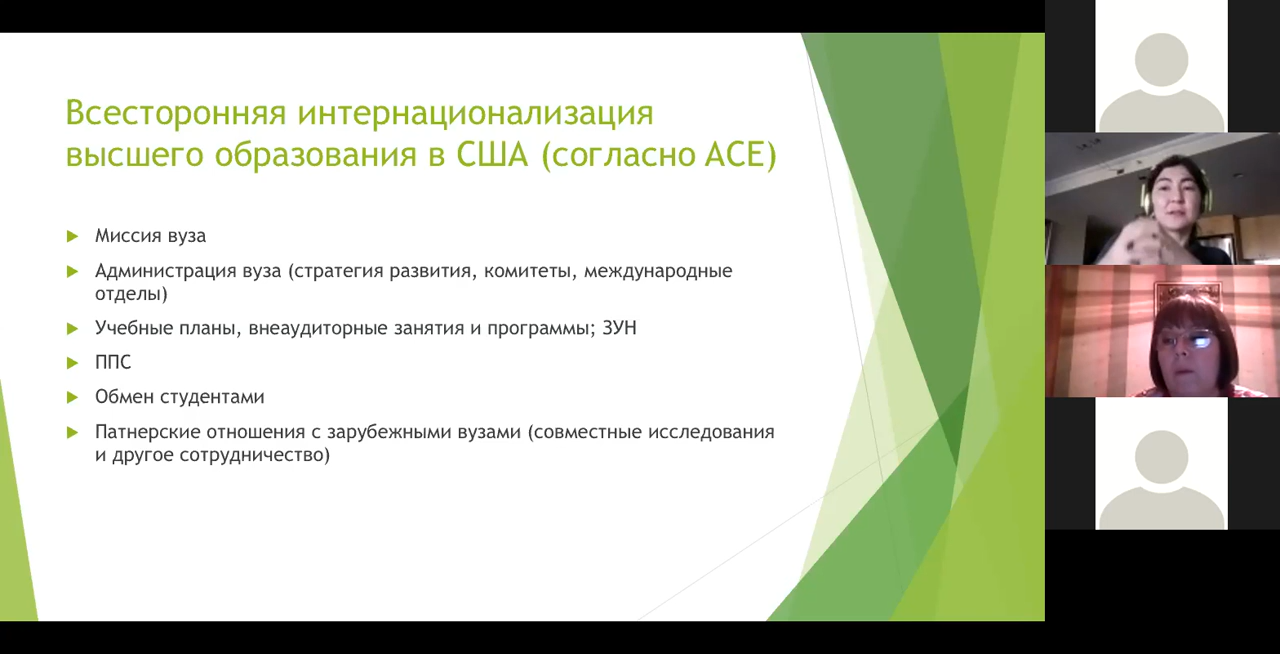 Всесторонняя интернационализация
высшего образования в США (согласно ACE)
Миссия вуза
Администрация вуза (стратегия развития, комитеты, международные
отделы)
Учебные планы, внеаудиторные занятия и программы; ЗУН
ППС
Обмен студентами
Патнерские отношения с зарубежными вузами (совместные исследования
и другое сотрудничество)